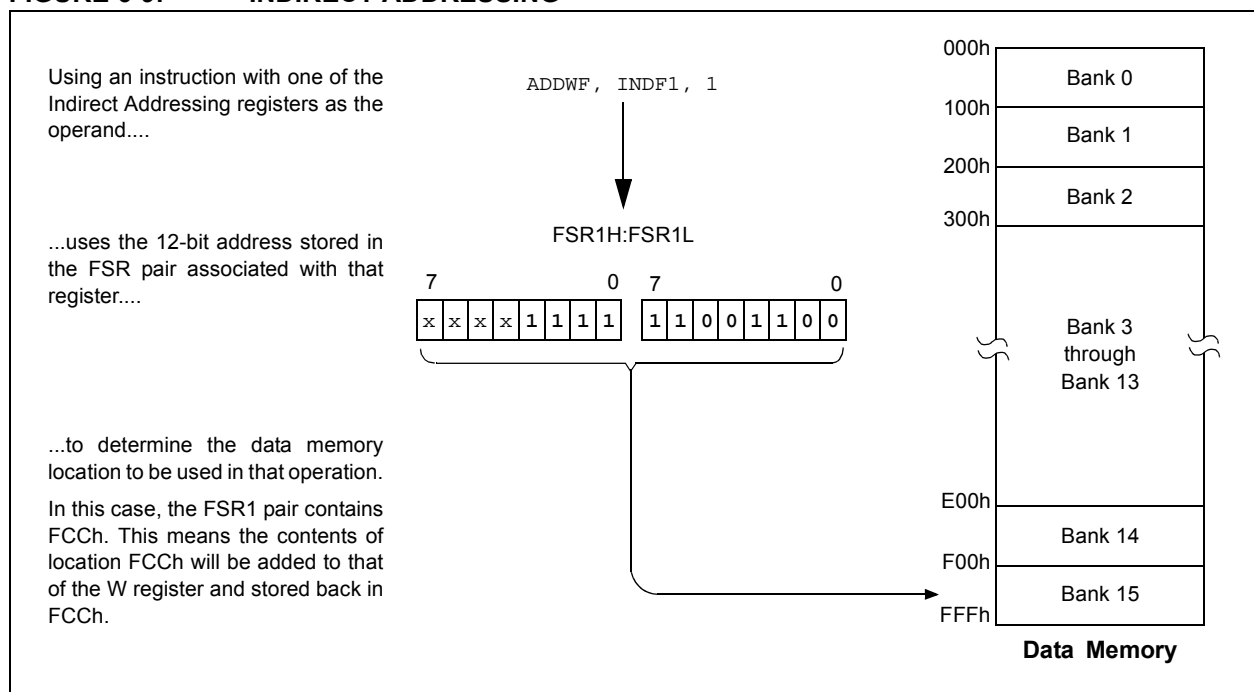 Using an instruction with one of the
Indirect Addressing registers as the
operand....
ADDWF, INDF1, 1
...uses the 12-bit address stored in
the FSR pair associated with that
register....
FSR1H:FSR1L
7 0 7 0
x x x x 1 1 1 1 1 1 0 0 1 1 0 0
...to determine the data memory
location to be used in that operation.
In this case, the FSR1 pair contains
FCCh. This means the contents of
location FCCh will be added to that
of the W register and stored back in
FCCh.
000h
Bank 0
100h
Bank 1
200h
Bank 2
300h
Bank 3
through
Bank 13
E00h
Bank 14
F00h
Bank 15
FFFh
Data Memory